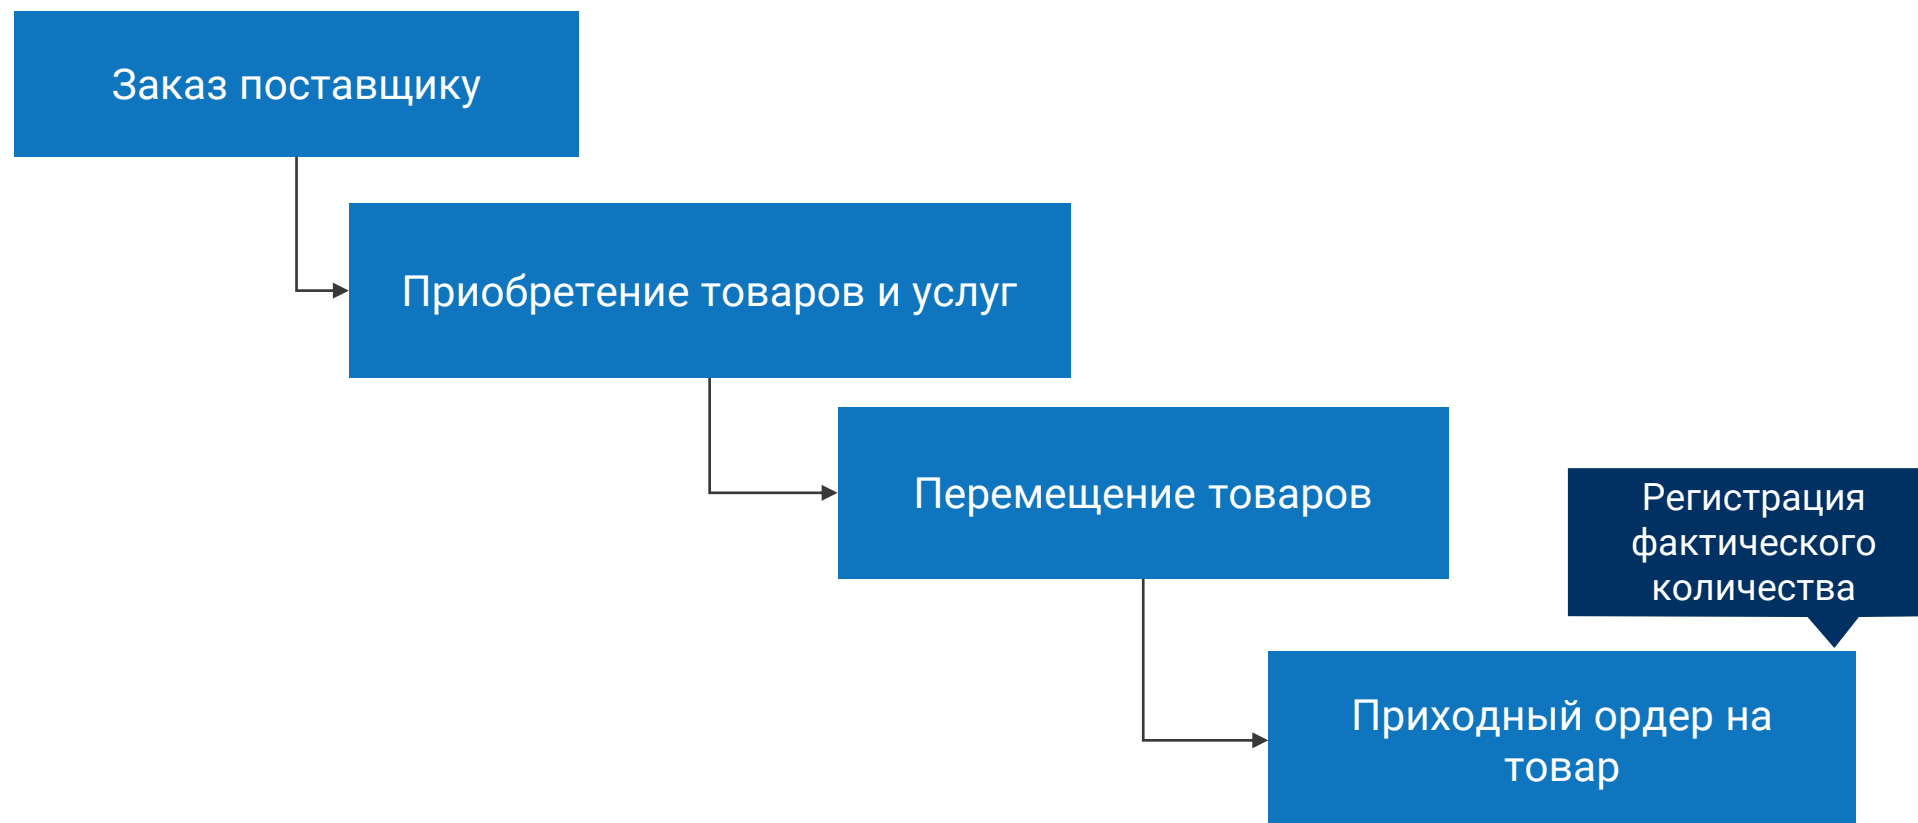 Заказ поставщику
Приобретение товаров и услуг
Перемещение товаров
Регистрация
фактического
количества
Приходный ордер на
товар